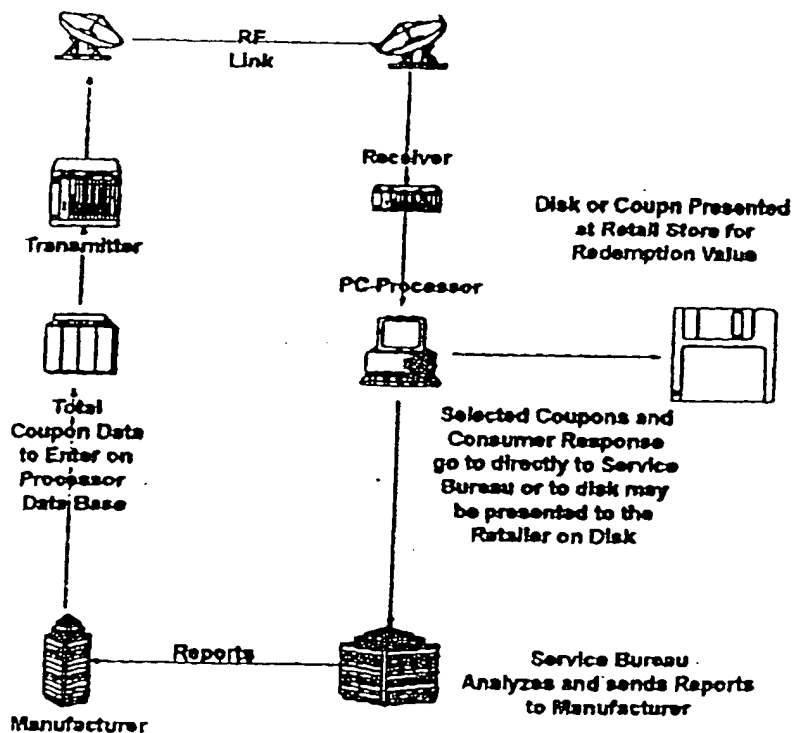 RF
Link
Receiver
Transmitter
Disk or Coupn Presented
at Retail Store for
Redemption Value
PC-Processor
Total
Coupon Data
to Enter on
Processor
Data Base
Selected Coupons and
Consumer Response
go to directly to Service
Bureau or to disk may
be presented to the
Retailer on Disk
Reports
Manufacturer
Service Bureau
Analyzes and sends Reports
to Manufacturer